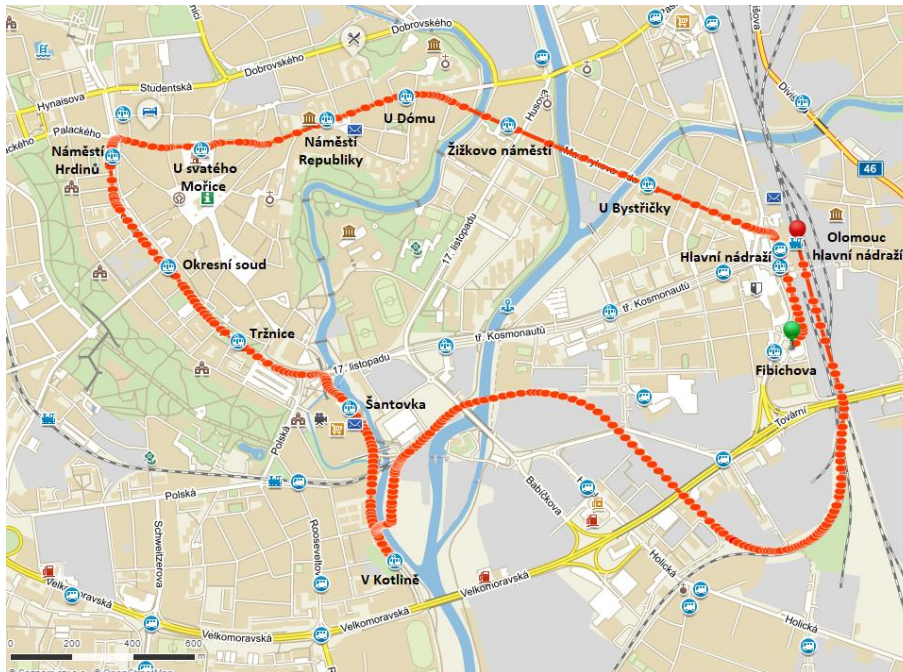 Dobrovského
Dobrovského
Studentská
Hynaisova
Palackého
Husova
U Dómu
Náměstí
Republiky
Žižkovo náměstí
Náměstí
Hrdinů
U svatého
Mořice
U Bystřičky
46
Olomouc
hlavní nádraží
Hlavní nádraží
17. listopadu
Okresní soud
tř. Kosmonautů
tř. Kosmonautů
Tržnice
17. listopadu
Fibichova
Šantovka
Tovární
Polská
Polská
Babíčkova
Schweitzerova
Holická
V Kotlině
Velkomoravská
Velkomoravská
Velkomoravská
Velkomoravská
Holická
0 200 400 600